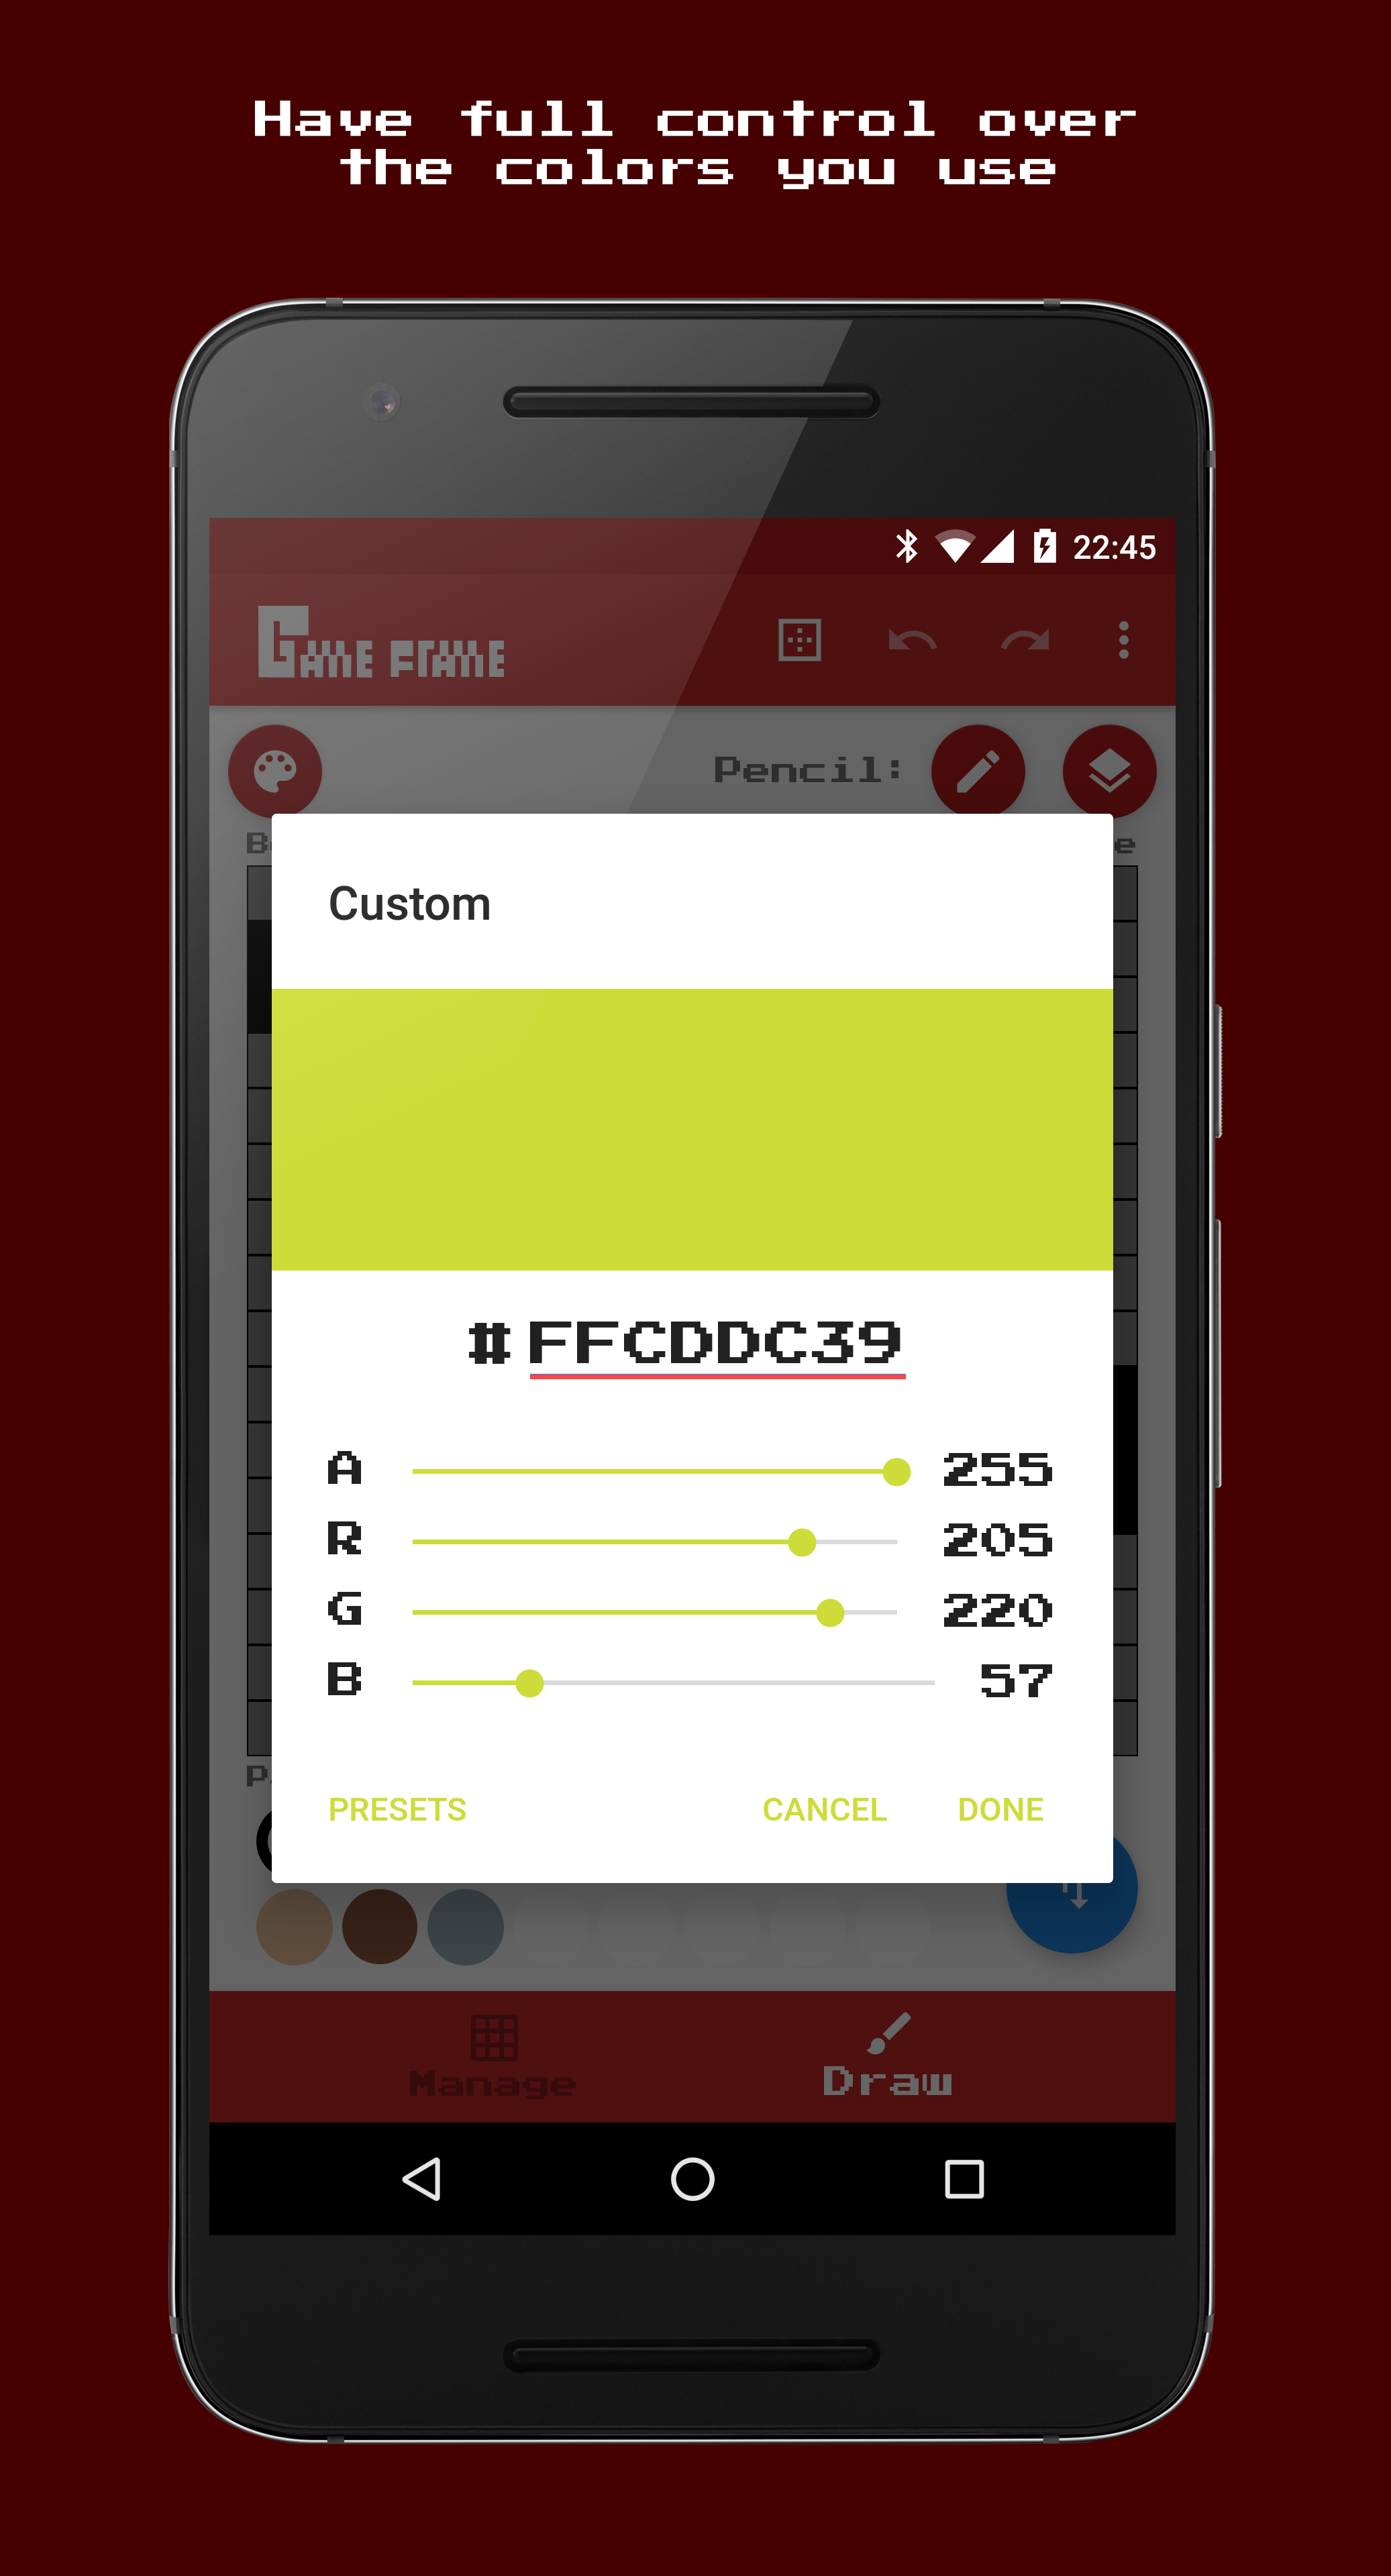 Have full control over
the colors you use
22:45
GAME FRAME
Pencil:
Custom
# FFCDDC39
A 255
R 205
G 220
B 57
PRESETS CANCEL DONE
Manage Draw